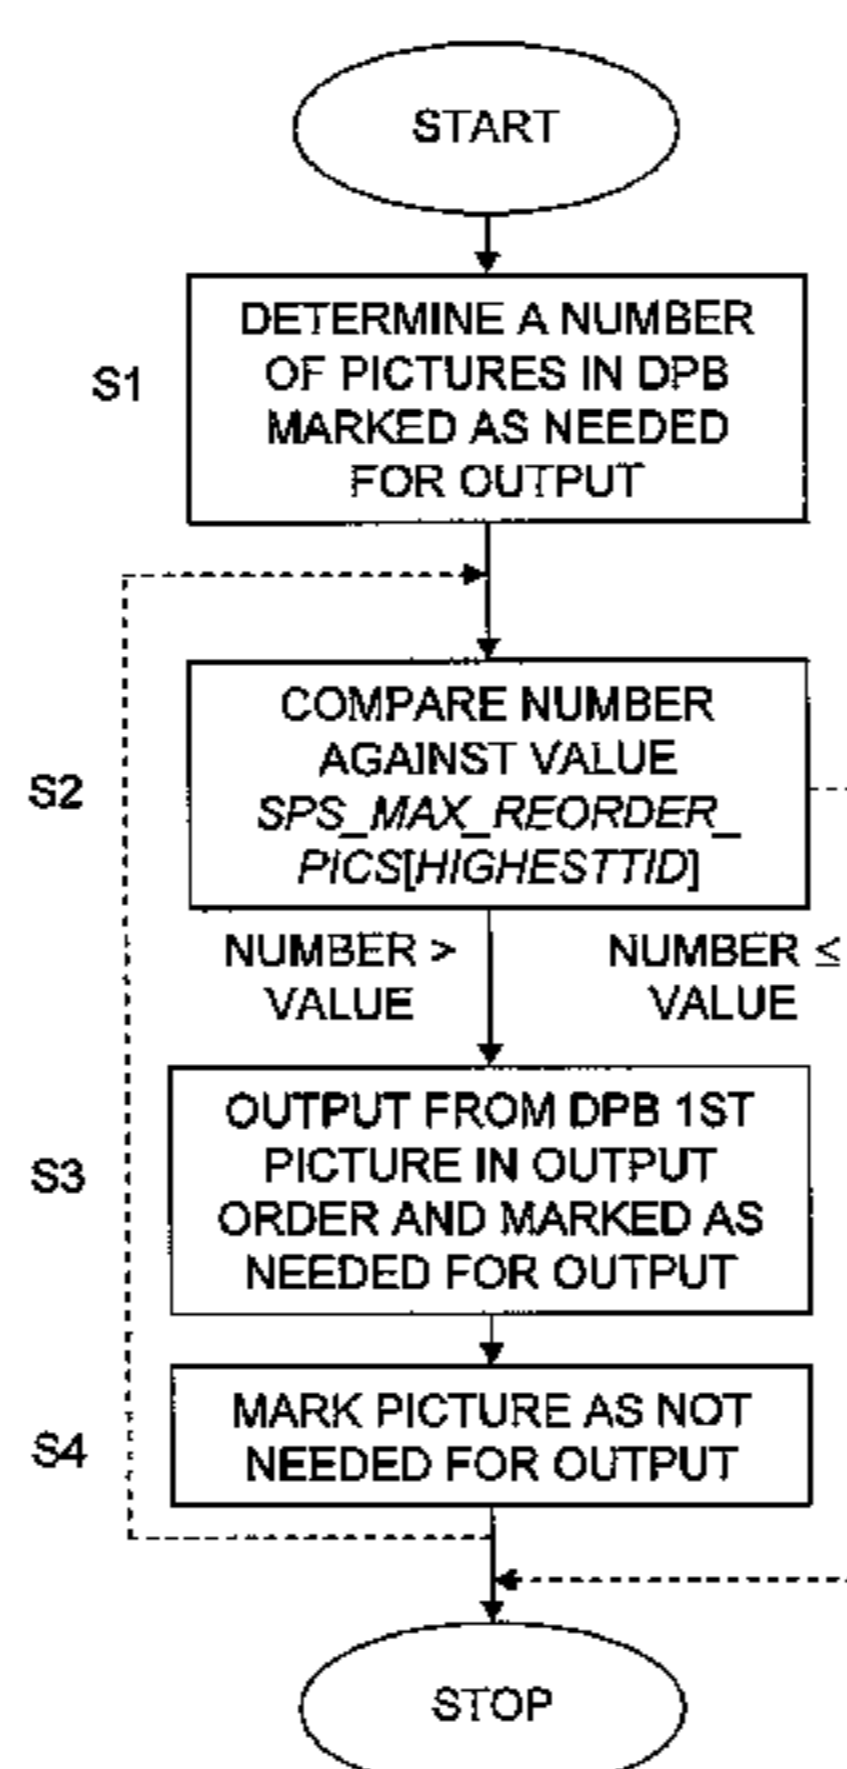 START
DETERMINE A NUMBER
OF PICTURES IN DPB
MARKED AS NEEDED
FOR OUTPUT
S1
COMPARE NUMBER
AGAINST VALUE
SPS_MAX_REORDER_
PICS[HIGHESTTID]
S2
NUMBER >
VALUE
NUMBER ≤
VALUE
OUTPUT FROM DPB 1ST
PICTURE IN OUTPUT
ORDER AND MARKED AS
NEEDED FOR OUTPUT
S3
MARK PICTURE AS NOT
NEEDED FOR OUTPUT
S4
STOP